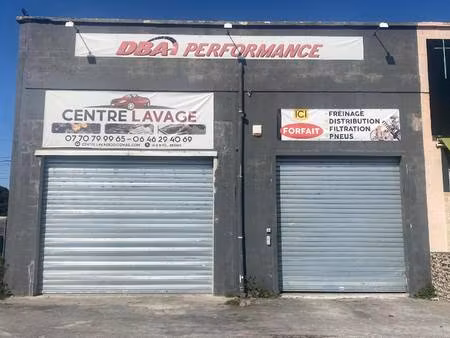 DBA PERFORMANCE
CENTRE LAVAGE
07 70 79 99 65 - 06 46 29 40 69
ICI
FORFAIT
FREINAGE
DISTRIBUTION
FILTRATION
PNEUS